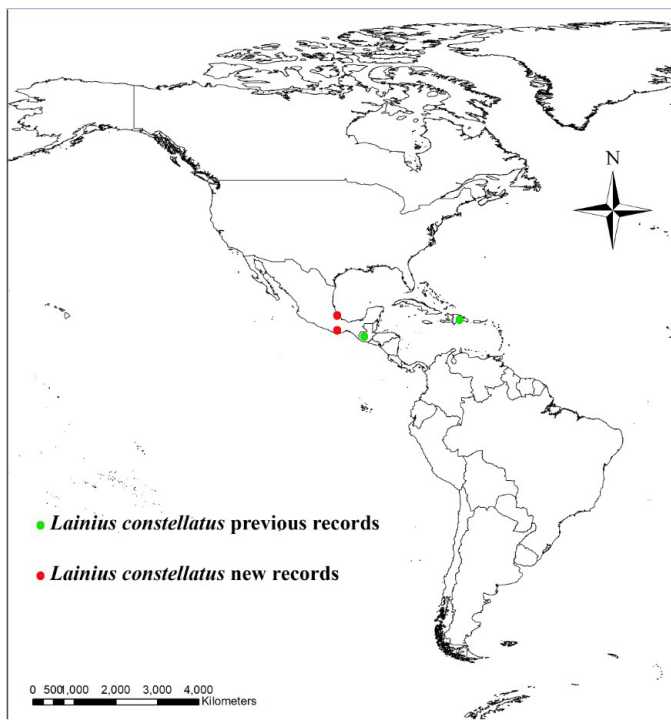 N
Lainius constellatus previous records
Lainius constellatus new records
0 500 1,000 2,000 3,000 4,000
Kilometers